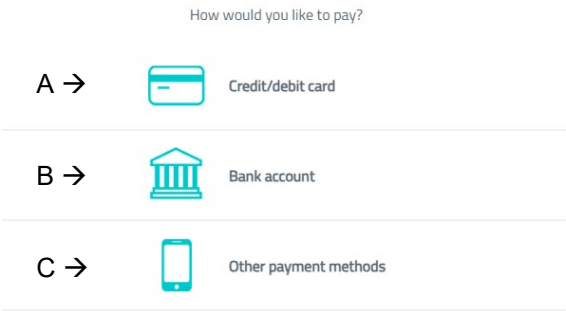 How would you like to pay?
A → Credit/debit card
B → Bank account
C → Other payment methods